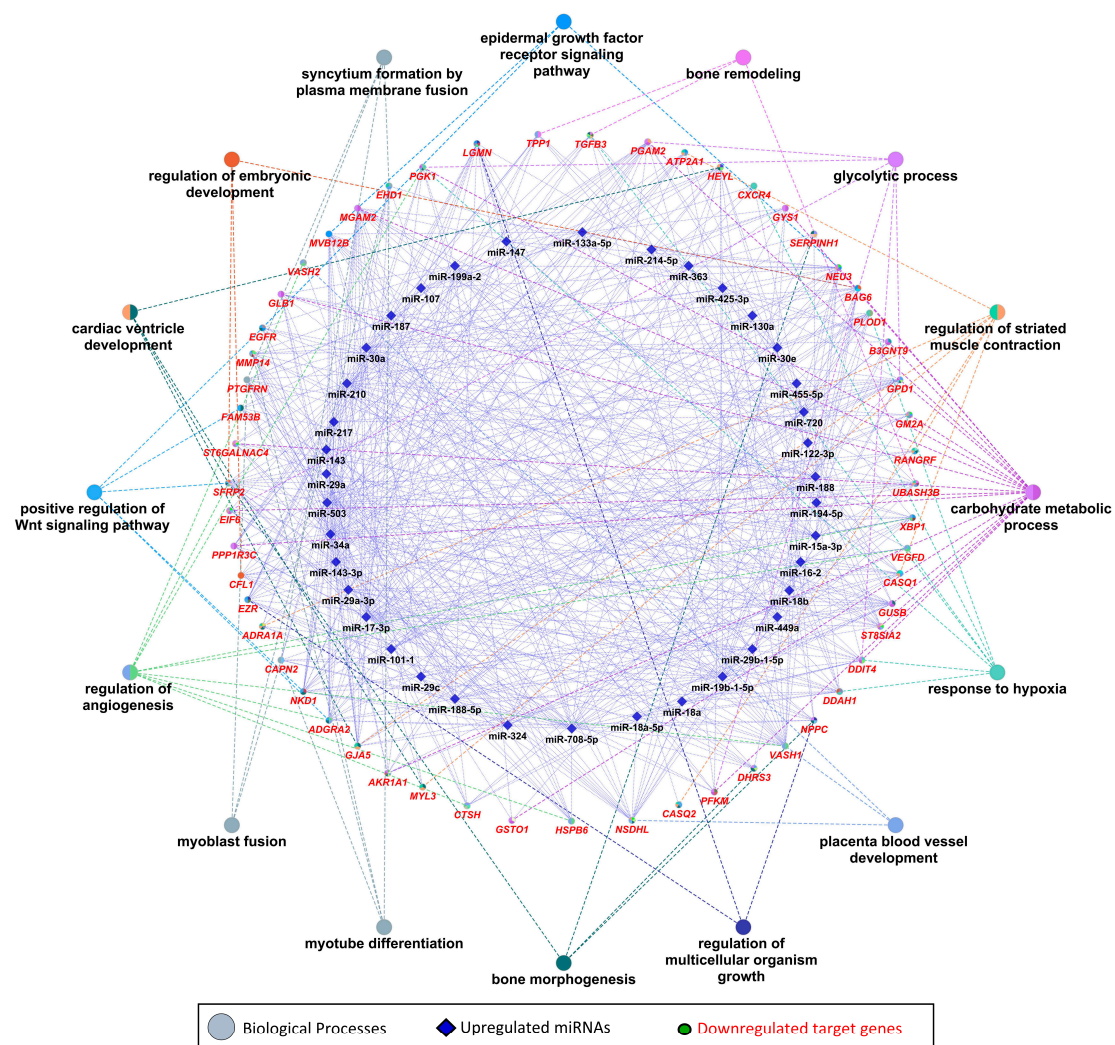 epidermal growth factor
receptor signaling
pathway
syncytium formation by
plasma membrane fusion
bone remodeling
regulation of embryonic
development
glycolytic process
cardiac ventricle
development
regulation of striated
muscle contraction
positive regulation of
Wnt signaling pathway
carbohydrate metabolic
process
regulation of
angiogenesis
response to hypoxia
myoblast fusion
placenta blood vessel
development
myotube differentiation
bone morphogenesis
regulation of
multicellular organism
growth
LGMN
TPP1
TGFB3
PGAM2
ATP2A1
HEYL
CXCR4
GYS1
SERPINH1
NEU3
BAG6
PLOD1
B3GNT9
GPD1
GM2A
RANGRF
UBASH3B
XBP1
VEGFD
CASQ1
GUSB
ST8SIA2
DDIT4
DDAH1
NPPC
VASH1
DHRS3
PFKM
CASQ2
NSDHL
HSPB6
GSTO1
CTSH
MYL3
AKR1A1
GJA5
ADGRA2
NKD1
CAPN2
ADRA1A
EZR
CFL1
PPP1R3C
EIF6
SFRP2
ST6GALNAC4
FAM53B
PTGFRN
MMP14
EGFR
GLB1
VASH2
MVB12B
MGAM2
EHD1
PGK1
miR-133a-5p
miR-214-5p
miR-363
miR-425-3p
miR-130a
miR-30e
miR-455-5p
miR-720
miR-122-3p
miR-188
miR-194-5p
miR-15a-3p
miR-16-2
miR-18b
miR-449a
miR-29b-1-5p
miR-19b-1-5p
miR-18a
miR-18a-5p
miR-708-5p
miR-324
miR-188-5p
miR-29c
miR-101-1
miR-17-3p
miR-29a-3p
miR-143-3p
miR-34a
miR-503
miR-29a
miR-143
miR-217
miR-210
miR-30a
miR-187
miR-107
miR-199a-2
miR-147
Biological Processes
Upregulated miRNAs
Downregulated target genes